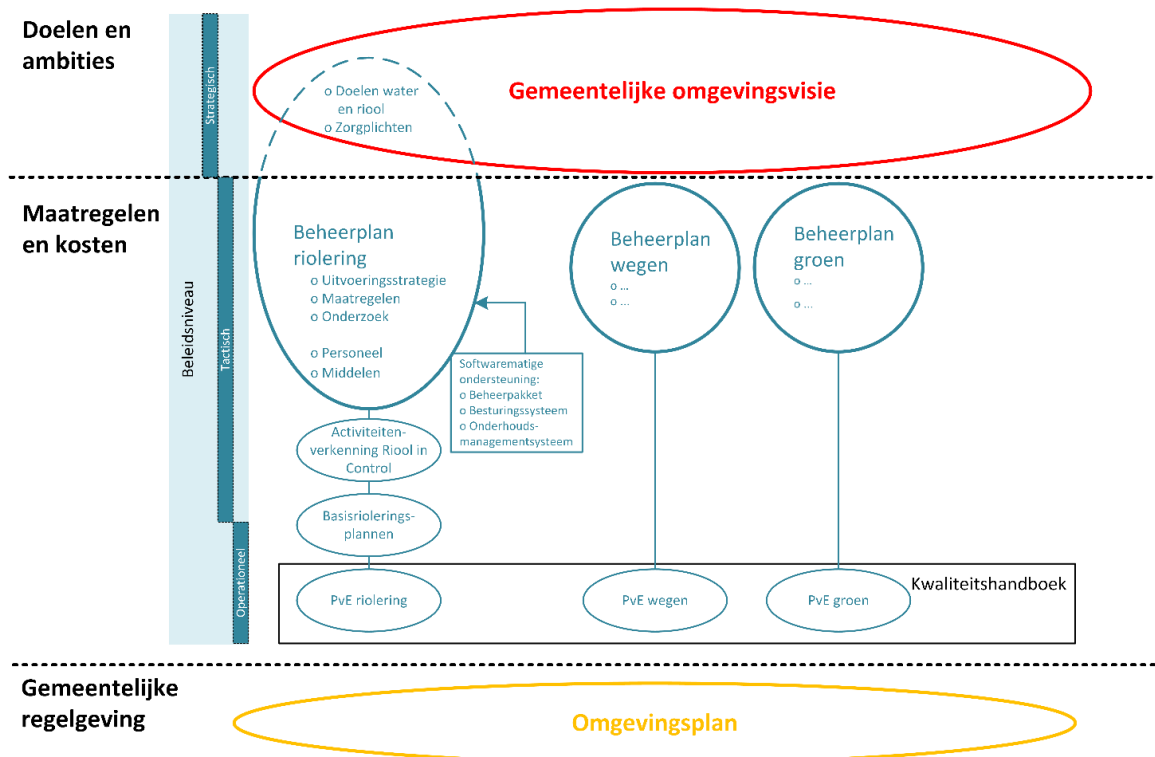 Doelen en
ambities
Strategisch
o Doelen water
en riool
o Zorgplichten
Gemeentelijke omgevingsvisie
Maatregelen
en kosten
Beleidsniveau
Tactisch
Beheerplan
riolering
o Uitvoeringsstrategie
o Maatregelen
o Onderzoek
o Personeel
o Middelen
Beheerplan
wegen
o ...
o ...
Beheerplan
groen
o ...
o ...
Softwarematige
ondersteuning:
o Beheerpakket
o Besturingssysteem
o Onderhouds-
managementsysteem
Activiteiten-
verkenning Riool in
Control
Basisriolerings-
plannen
Operationeel
Kwaliteitshandboek
PvE riolering
PvE wegen
PvE groen
Gemeentelijke
regelgeving
Omgevingsplan